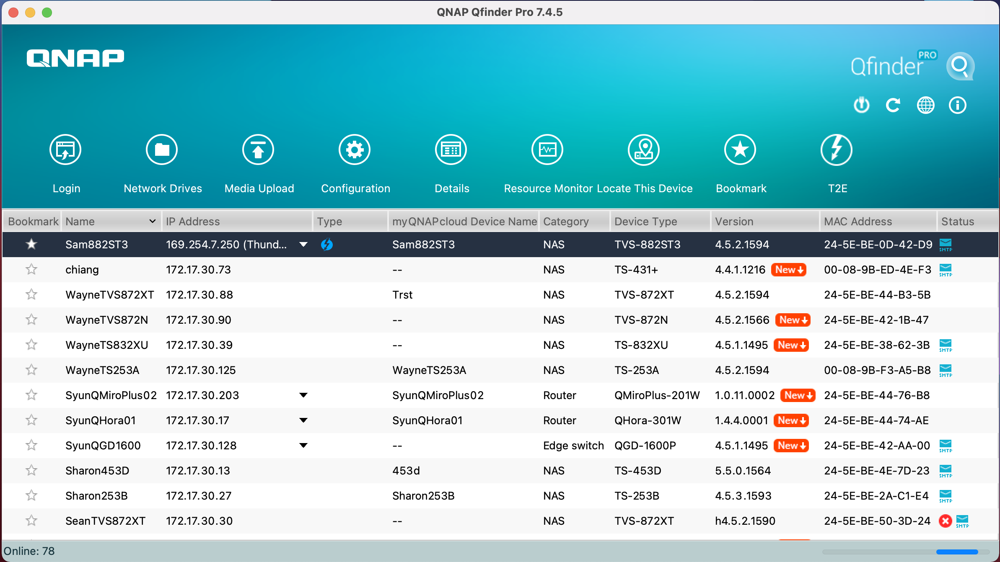 QNAP Qfinder Pro 7.4.5
QNAP
Qfinder PRO
Login Network Drives Media Upload Configuration Details Resource Monitor Locate This Device Bookmark T2E
Bookmark Name IP Address Type myQNAPcloud Device Name Category Device Type Version MAC Address Status
Sam882ST3 169.254.7.250 (Thund... Sam882ST3 NAS TVS-882ST3 4.5.2.1594 24-5E-BE-0D-42-D9 SMTP
chiang 172.17.30.73 -- NAS TS-431+ 4.4.1.1216 New 00-08-9B-ED-4E-F3 SMTP
WayneTVS872XT 172.17.30.88 Trst NAS TVS-872XT 4.5.2.1594 24-5E-BE-44-B3-5B
WayneTVS872N 172.17.30.90 -- NAS TVS-872N 4.5.2.1566 New 24-5E-BE-42-1B-47
WayneTS832XU 172.17.30.39 -- NAS TS-832XU 4.5.1.1495 New 24-5E-BE-38-62-3B SMTP
WayneTS253A 172.17.30.125 WayneTS253A NAS TS-253A 4.5.2.1594 00-08-9B-F3-A5-B8 SMTP
SyunQMiroPlus02 172.17.30.203 SyunQMiroPlus02 Router QMiroPlus-201W 1.0.11.0002 New 24-5E-BE-44-76-B8
SyunQHora01 172.17.30.17 SyunQHora01 Router QHora-301W 1.4.4.0001 New 24-5E-BE-44-74-AE
SyunQGD1600 172.17.30.128 -- Edge switch QGD-1600P 4.5.1.1495 New 24-5E-BE-42-AA-00 SMTP
Sharon453D 172.17.30.13 453d NAS TS-453D 5.5.0.1564 24-5E-BE-4E-7D-23 SMTP
Sharon253B 172.17.30.27 Sharon253B NAS TS-253B 4.5.3.1593 24-5E-BE-2A-C1-E4 SMTP
SeanTVS872XT 172.17.30.30 -- NAS TVS-872XT h4.5.2.1590 24-5E-BE-50-3D-24 SMTP
Online: 78